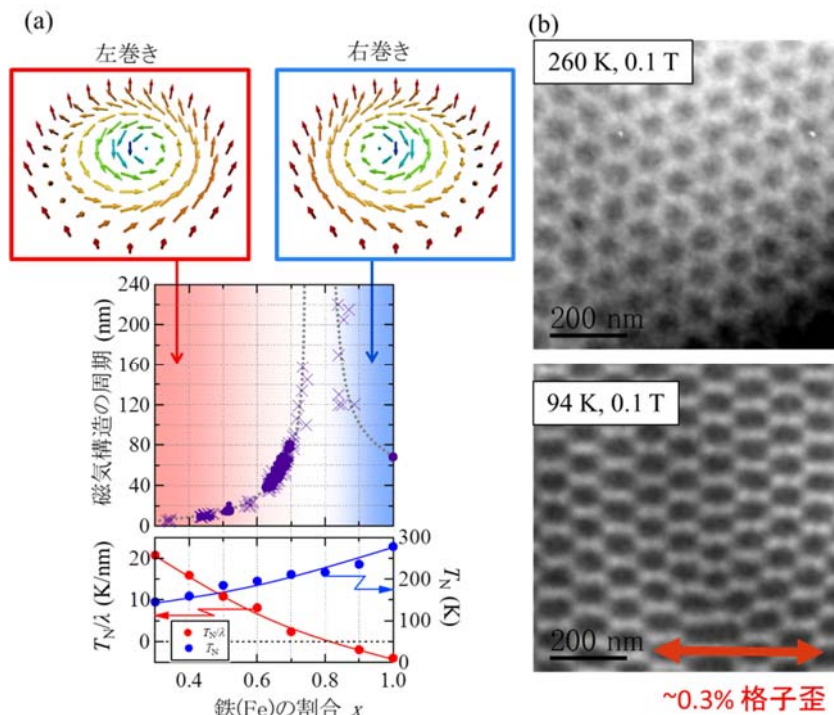 (a)
左巻き
右巻き
磁気構造の周期 (nm)
240
200
160
120
80
40
0
T_N/λ (K/nm)
20
10
0
T_N/λ
T_N
300
200
100
0
T_N (K)
0.4 0.6 0.8 1.0
鉄(Fe)の割合 x
(b)
260 K, 0.1 T
200 nm
94 K, 0.1 T
200 nm
~0.3% 格子歪